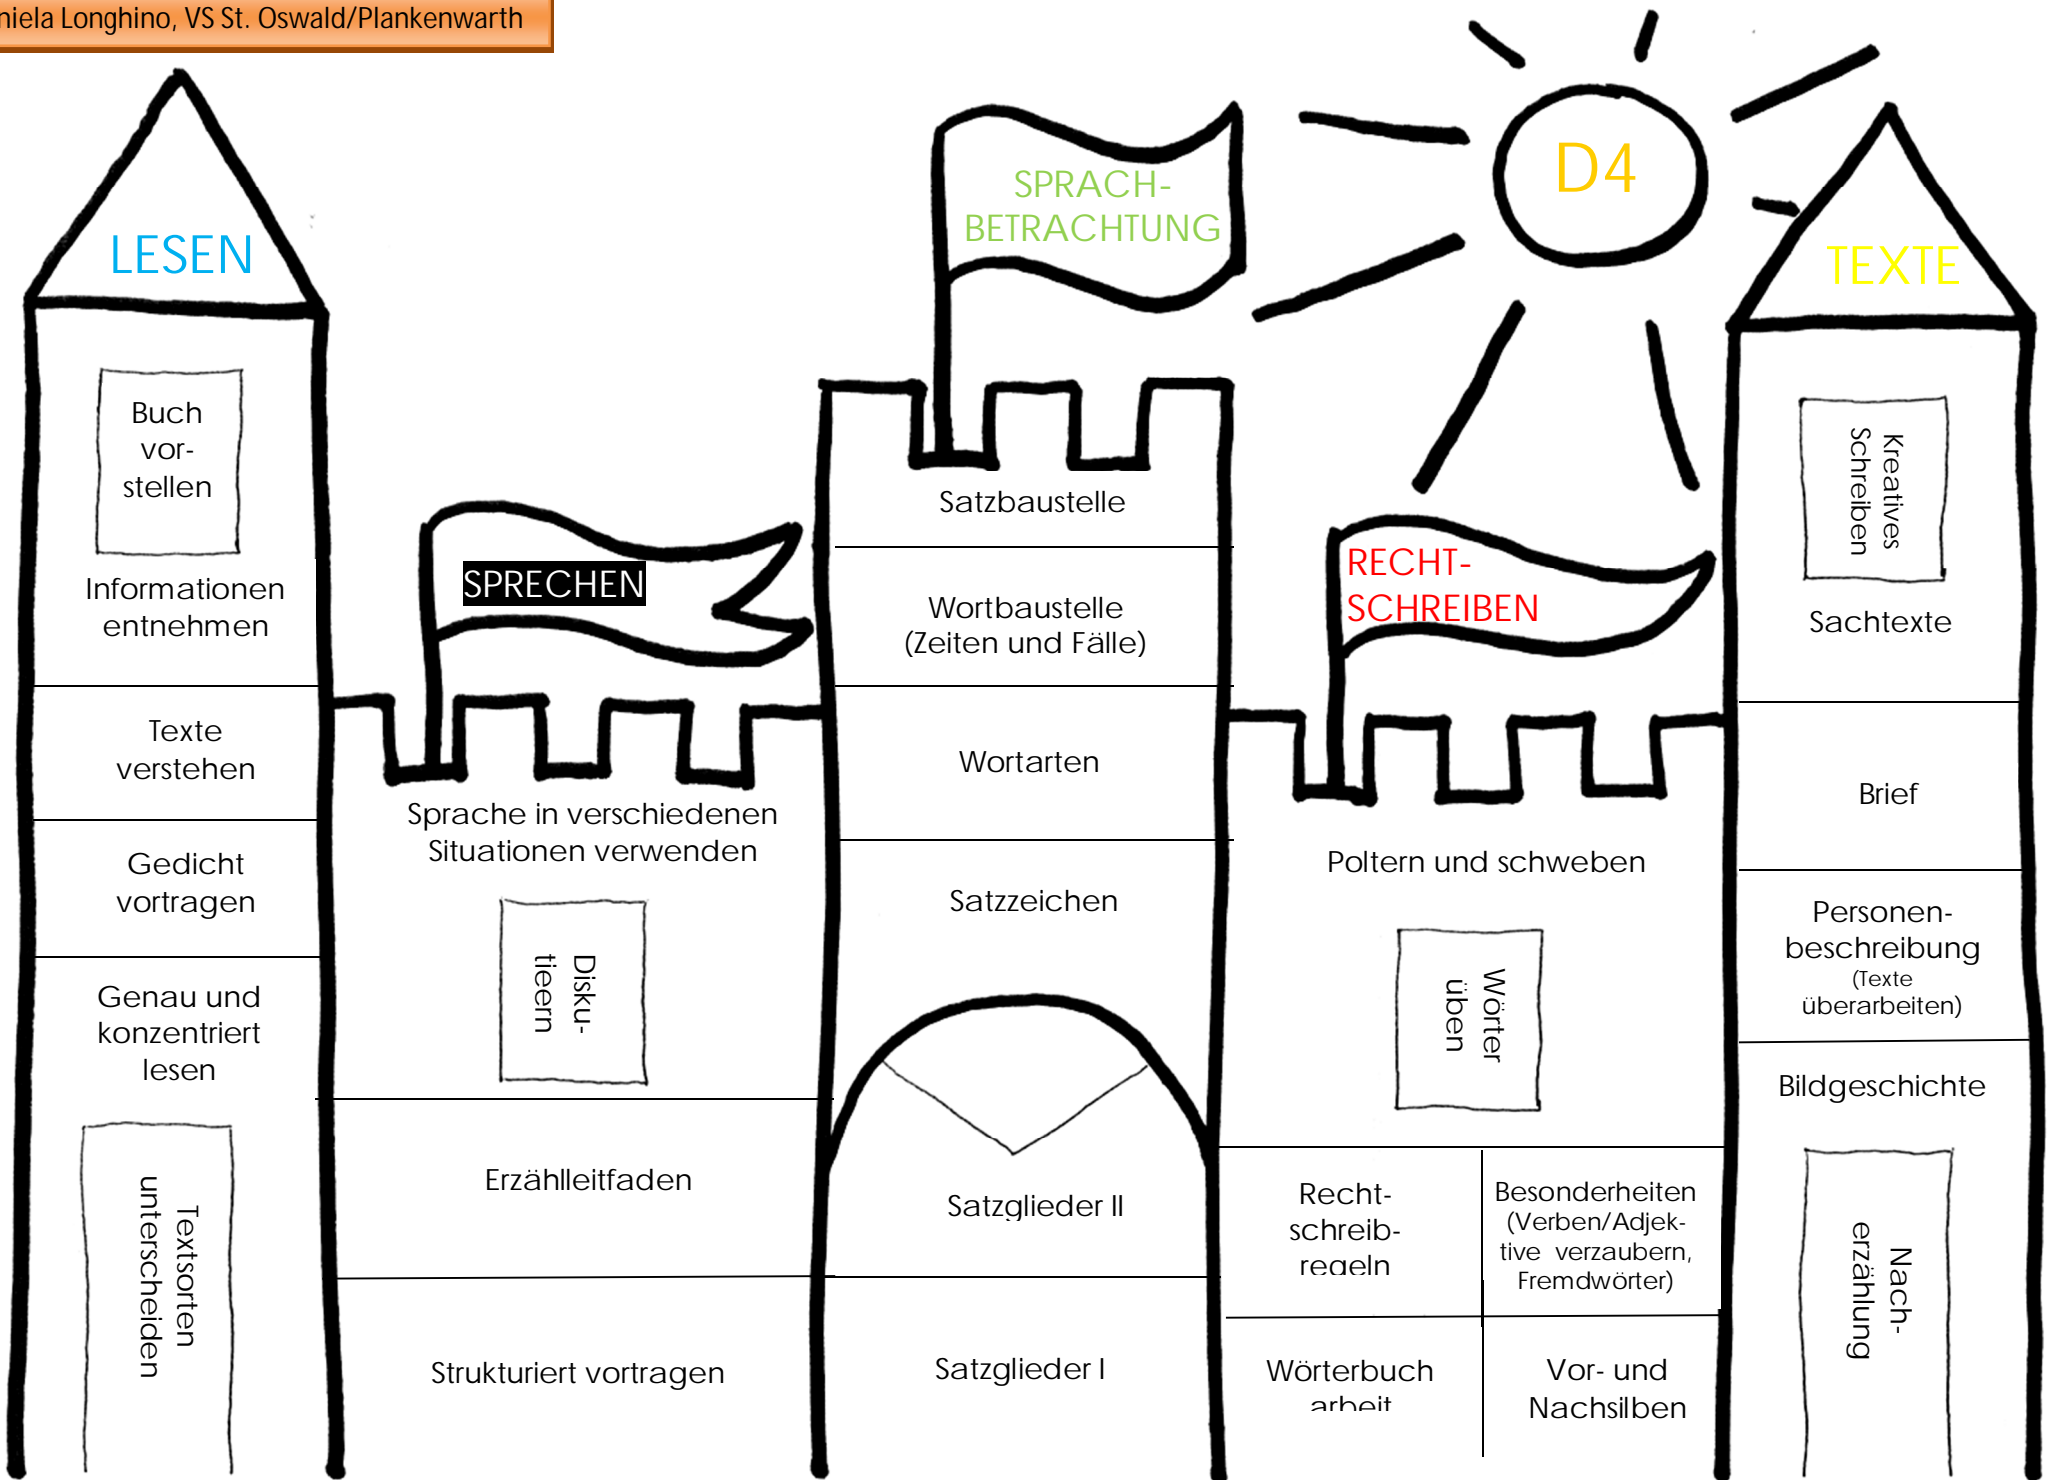 niela Longhino, VS St. Oswald/Plankenwarth
D4
LESEN
Buch
vor-
stellen
Informationen
entnehmen
Texte
verstehen
Gedicht
vortragen
Genau und
konzentriert
lesen
Textsorten
unterscheiden
SPRECHEN
Sprache in verschiedenen
Situationen verwenden
Disku-
tieern
Erzählleitfaden
Strukturiert vortragen
SPRACH-
BETRACHTUNG
Satzbaustelle
Wortbaustelle
(Zeiten und Fälle)
Wortarten
Satzzeichen
Satzglieder II
Satzglieder I
RECHT-
SCHREIBEN
Poltern und schweben
Wörter
üben
Recht-
schreib-
regeln
Besonderheiten
(Verben/Adjek-
tive verzaubern,
Fremdwörter)
Wörterbuch
arbeit
Vor- und
Nachsilben
TEXTE
Kreatives
Schreiben
Sachtexte
Brief
Personen-
beschreibung
(Texte
überarbeiten)
Bildgeschichte
Nach-
erzählung